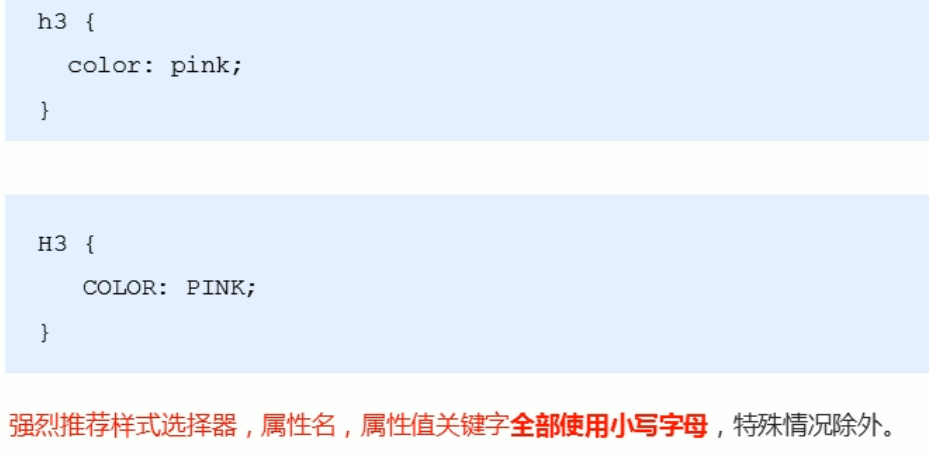 h3 {
color: pink;
}
H3 {
COLOR: PINK;
}
强烈推荐样式选择器，属性名，属性值关键字全部使用小写字母，特殊情况除外。